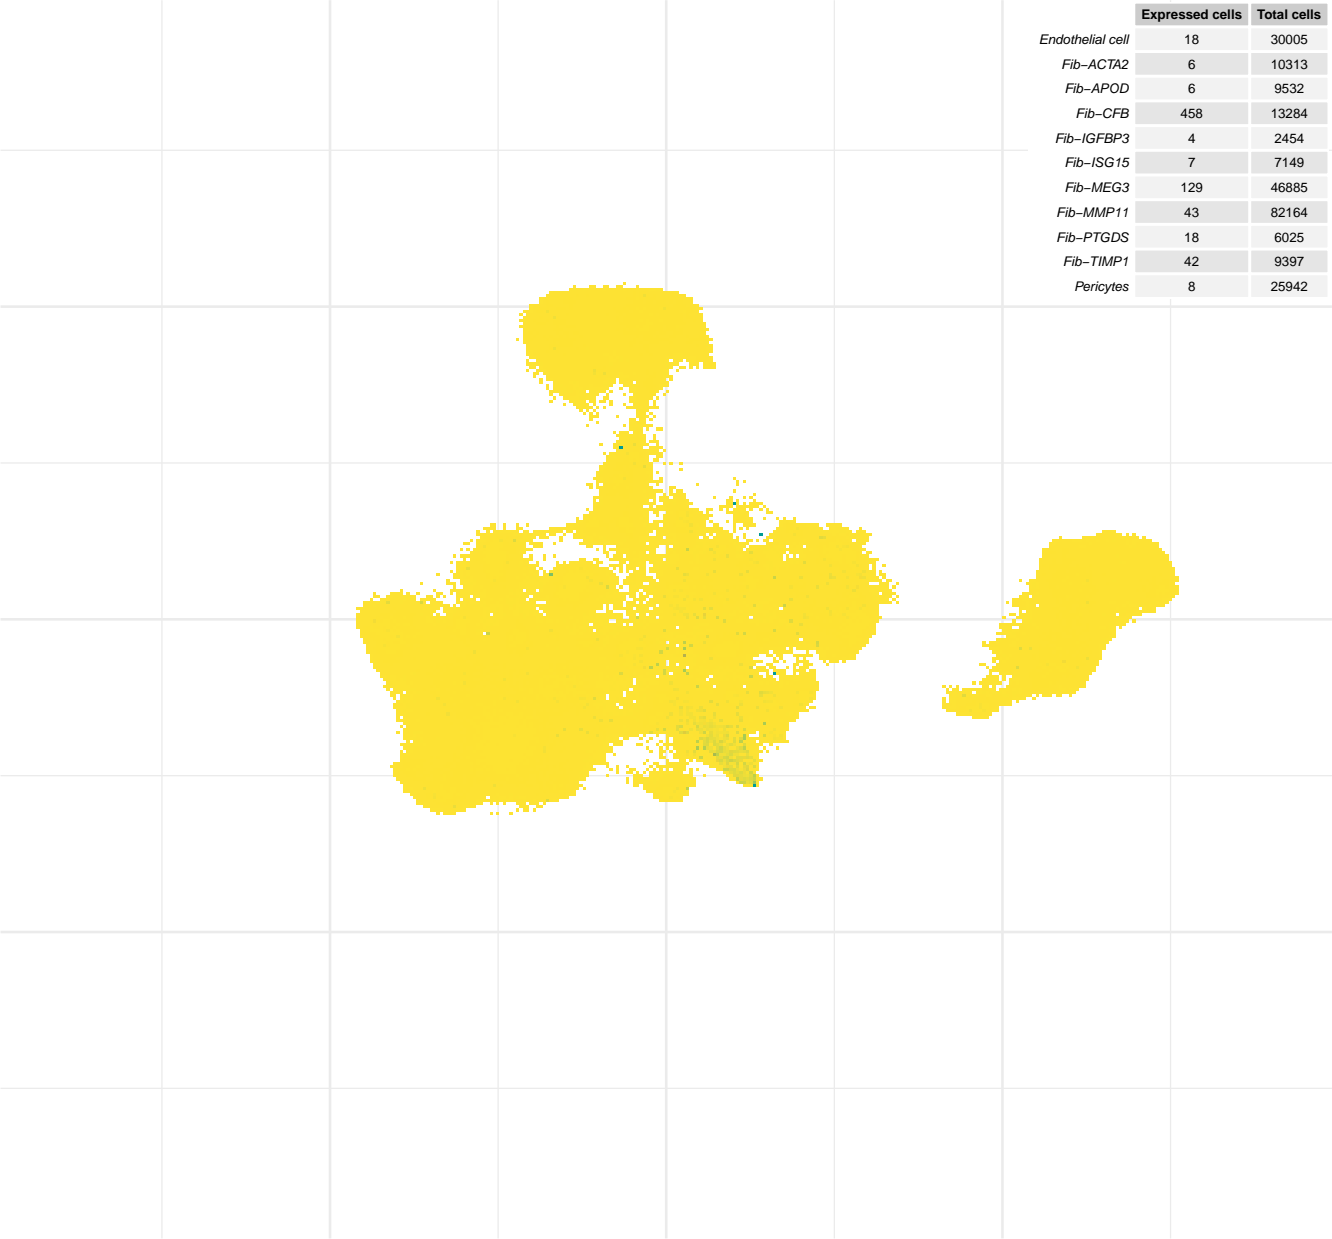 Expressed cells Total cells
Endothelial cell 18 30005
Fib−ACTA2 6 10313
Fib−APOD 6 9532
Fib−CFB 458 13284
Fib−IGFBP3 4 2454
Fib−ISG15 7 7149
Fib−MEG3 129 46885
Fib−MMP11 43 82164
Fib−PTGDS 18 6025
Fib−TIMP1 42 9397
Pericytes 8 25942